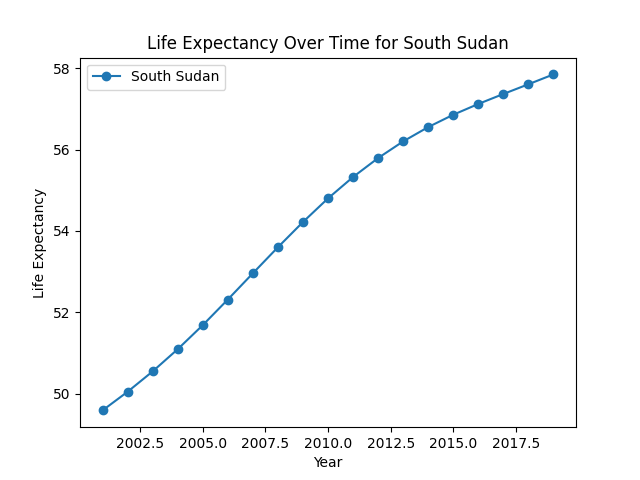 Life Expectancy Over Time for South Sudan
South Sudan
58
56
54
52
50
Life Expectancy
2002.5 2005.0 2007.5 2010.0 2012.5 2015.0 2017.5
Year